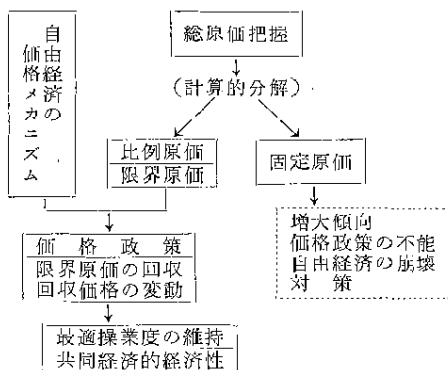 自由経済の
価格メカニズム
総原価把握
(計算的分解)
比例原価
限界原価
固定原価
価格政策
限界原価の回収
回収価格の変動
増大傾向
価格政策の不能
自由経済の崩壊
対策
最適操業度の維持
共同経済的経済性